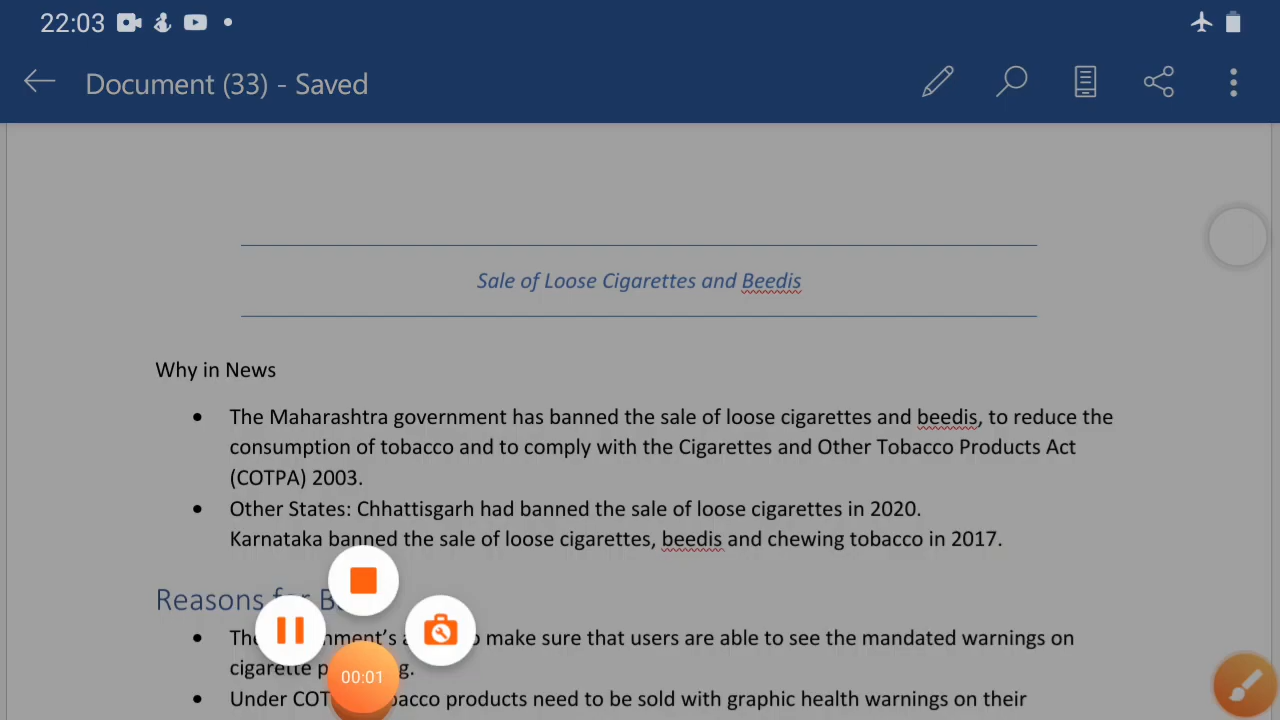 22:03
Document (33) - Saved
Sale of Loose Cigarettes and Beedis
Why in News
• The Maharashtra government has banned the sale of loose cigarettes and beedis, to reduce the
consumption of tobacco and to comply with the Cigarettes and Other Tobacco Products Act
(COTPA) 2003.
• Other States: Chhattisgarh had banned the sale of loose cigarettes in 2020.
Karnataka banned the sale of loose cigarettes, beedis and chewing tobacco in 2017.
Reasons for
• make sure that users are able to see the mandated warnings on
cigarette
00:01
• Under products need to be sold with graphic health warnings on their